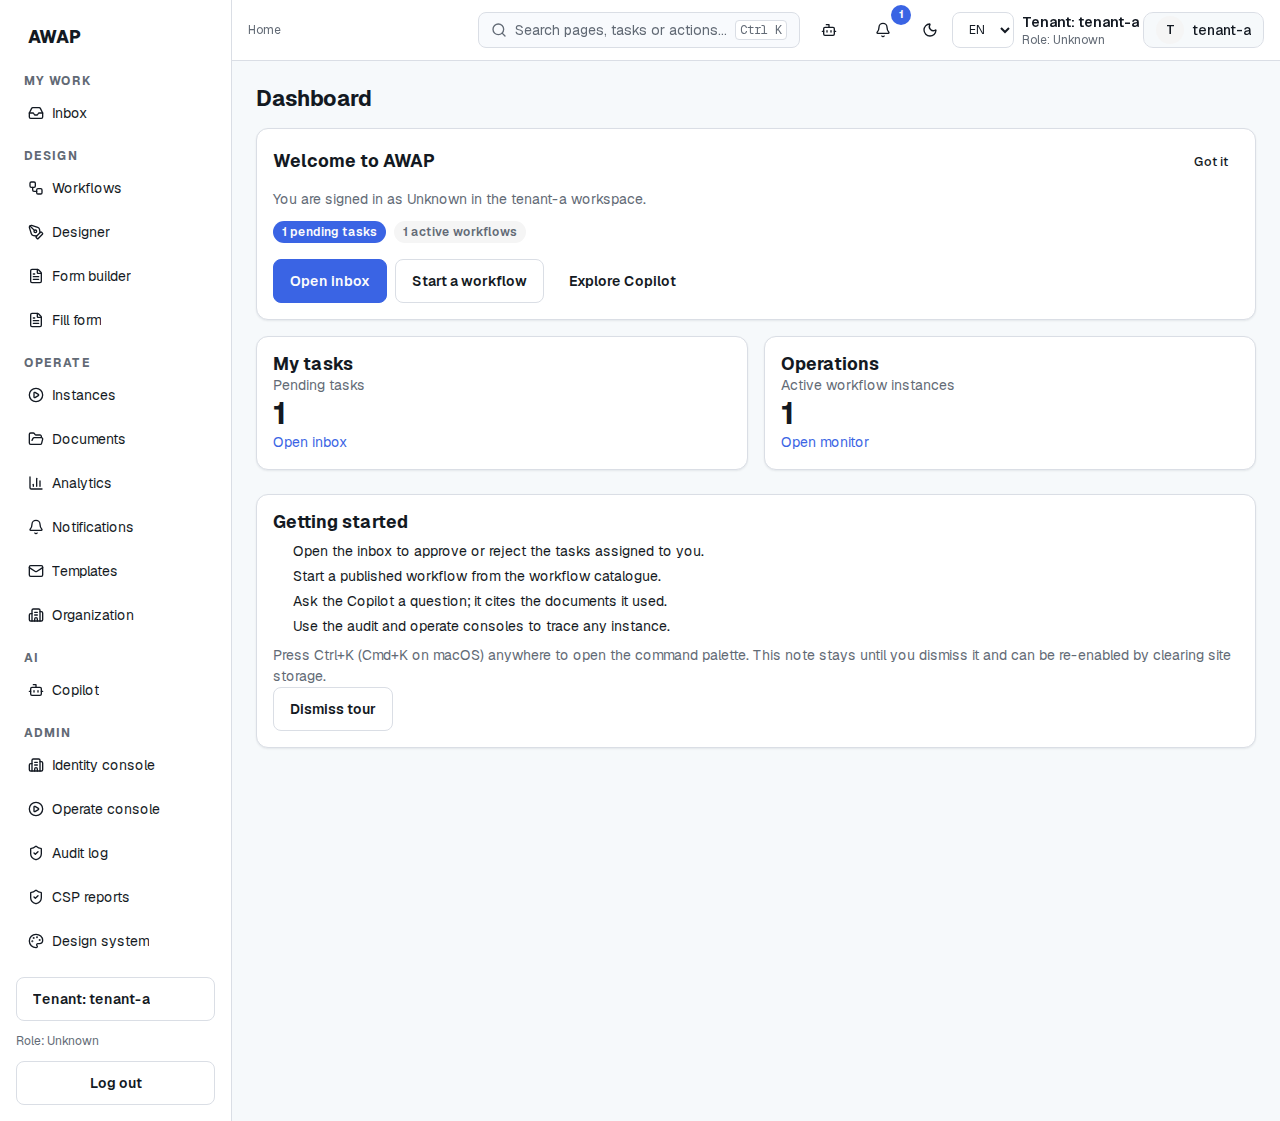 AWAP
MY WORK
Inbox
DESIGN
Workflows
Designer
Form builder
Fill form
OPERATE
Instances
Documents
Analytics
Notifications
Templates
Organization
AI
Copilot
ADMIN
Identity console
Operate console
Audit log
CSP reports
Design system
Tenant: tenant-a
Role: Unknown
Log out
Home
Search pages, tasks or actions... Ctrl K
1
EN
Tenant: tenant-a
Role: Unknown
T tenant-a
Dashboard
Welcome to AWAP
Got it
You are signed in as Unknown in the tenant-a workspace.
1 pending tasks 1 active workflows
Open Inbox Start a workflow Explore Copilot
My tasks
Pending tasks
1
Open inbox
Operations
Active workflow instances
1
Open monitor
Getting started
Open the inbox to approve or reject the tasks assigned to you.
Start a published workflow from the workflow catalogue.
Ask the Copilot a question; it cites the documents it used.
Use the audit and operate consoles to trace any instance.
Press Ctrl+K (Cmd+K on macOS) anywhere to open the command palette. This note stays until you dismiss it and can be re-enabled by clearing site
storage.
Dismiss tour